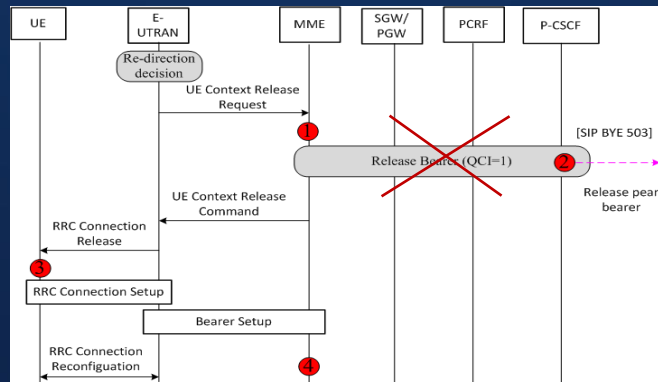 UE
E-
UTRAN
MME
SGW/
PGW
PCRF
P-CSCF
Re-direction
decision
UE Context Release
Request
1
[SIP BYE 503]
Release Bearer (QCI=1)
2
Release pear
bearer
UE Context Release
Command
RRC Connection
Release
3
RRC Connection Setup
Bearer Setup
RRC Connection
Reconfiguation
4